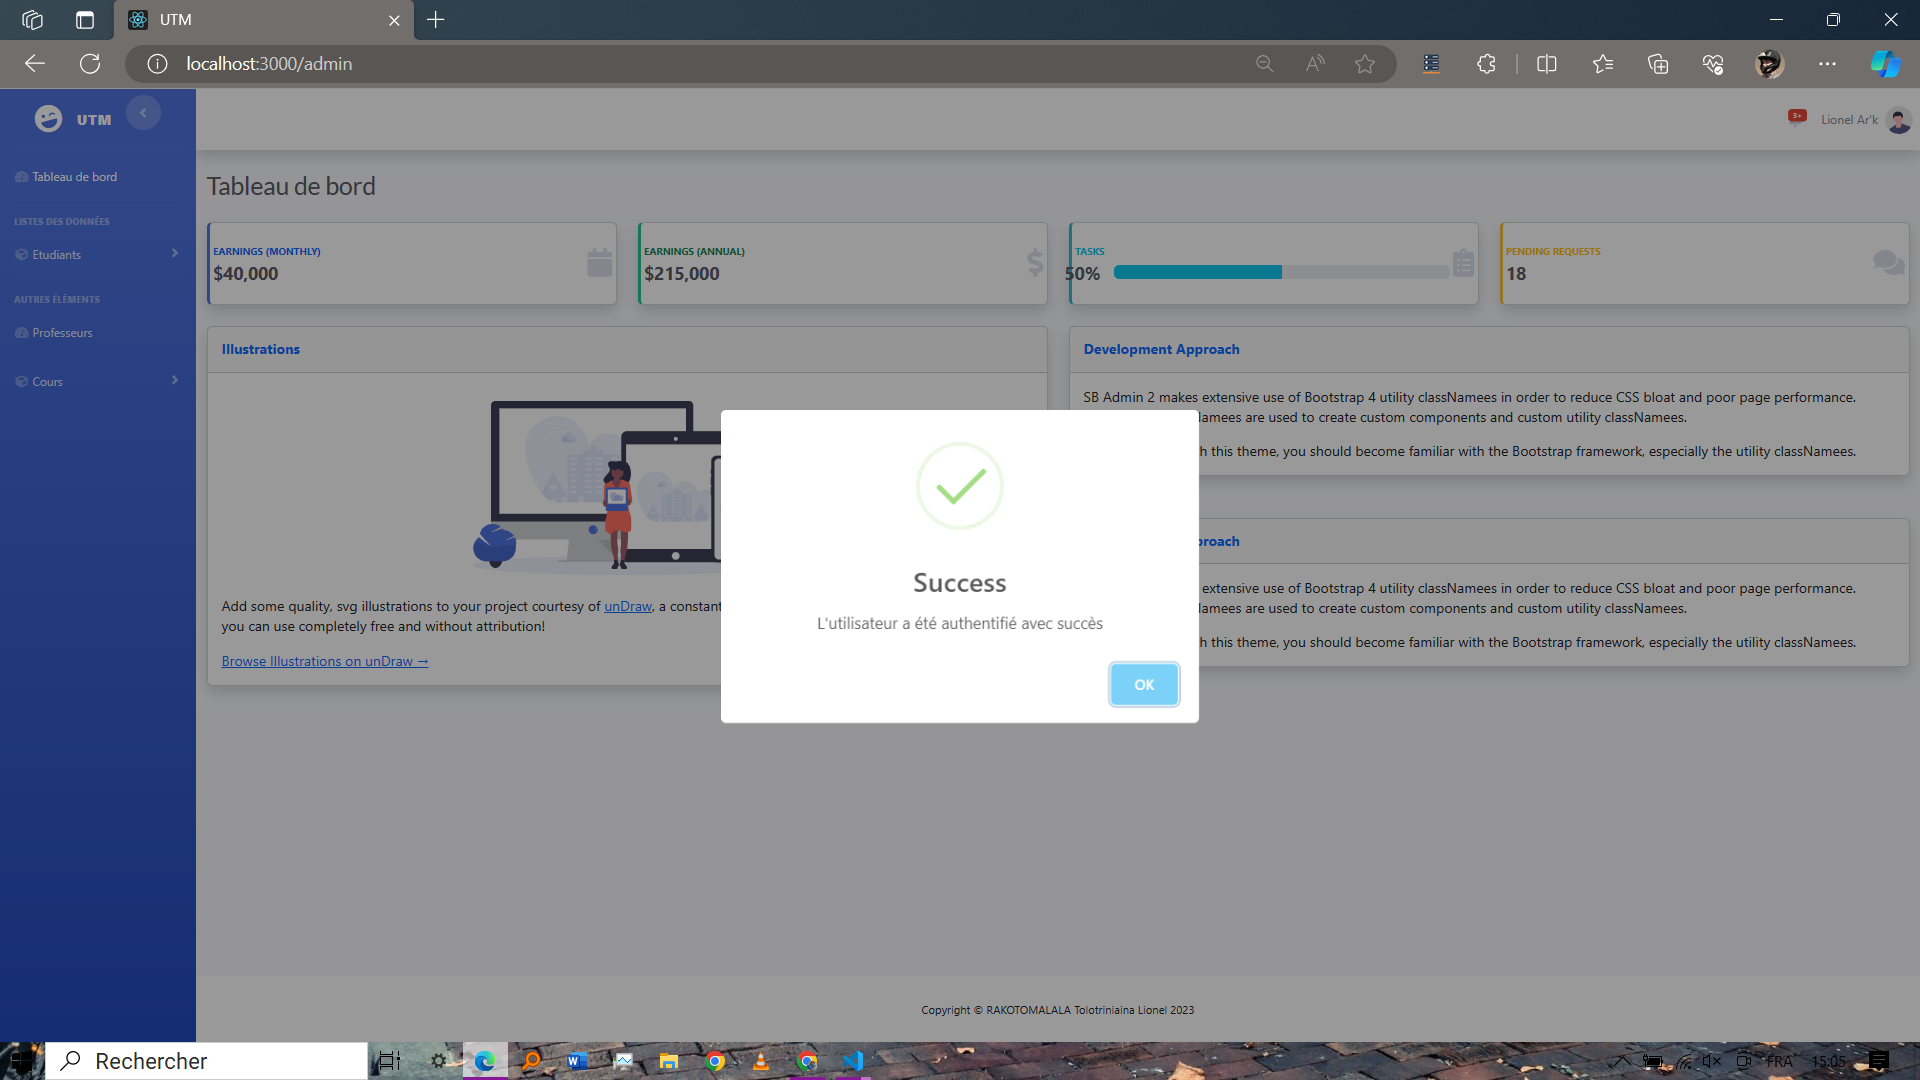 UTM
localhost:3000/admin
UTM
3+
Lionel Ar'k
Tableau de bord
LISTES DES DONNÉES
Etudiants
AUTRES ÉLÉMENTS
Professeurs
Cours
Tableau de bord
EARNINGS (MONTHLY)
$40,000
EARNINGS (ANNUAL)
$215,000
TASKS
50%
PENDING REQUESTS
18
Illustrations
Add some quality, svg illustrations to your project courtesy of unDraw, a constant
you can use completely free and without attribution!
Browse Illustrations on unDraw →
Development Approach
SB Admin 2 makes extensive use of Bootstrap 4 utility classNamees in order to reduce CSS bloat and poor page performance.
amees are used to create custom components and custom utility classNamees.
h this theme, you should become familiar with the Bootstrap framework, especially the utility classNamees.
proach
extensive use of Bootstrap 4 utility classNamees in order to reduce CSS bloat and poor page performance.
amees are used to create custom components and custom utility classNamees.
h this theme, you should become familiar with the Bootstrap framework, especially the utility classNamees.
Success
L'utilisateur a été authentifié avec succès
OK
Copyright © RAKOTOMALALA Tolotriniaina Lionel 2023
Rechercher
FRA
15:05